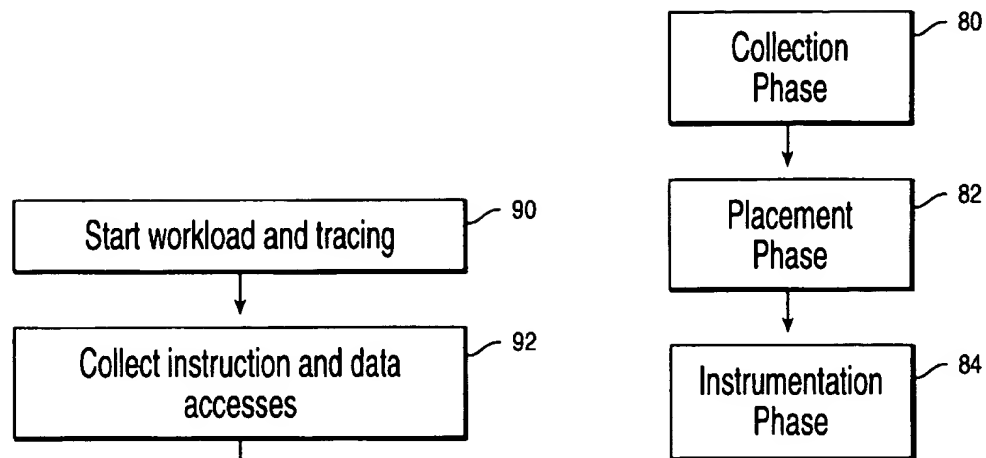 80
Collection
Phase
82
Placement
Phase
84
Instrumentation
Phase
90
Start workload and tracing
92
Collect instruction and data
accesses